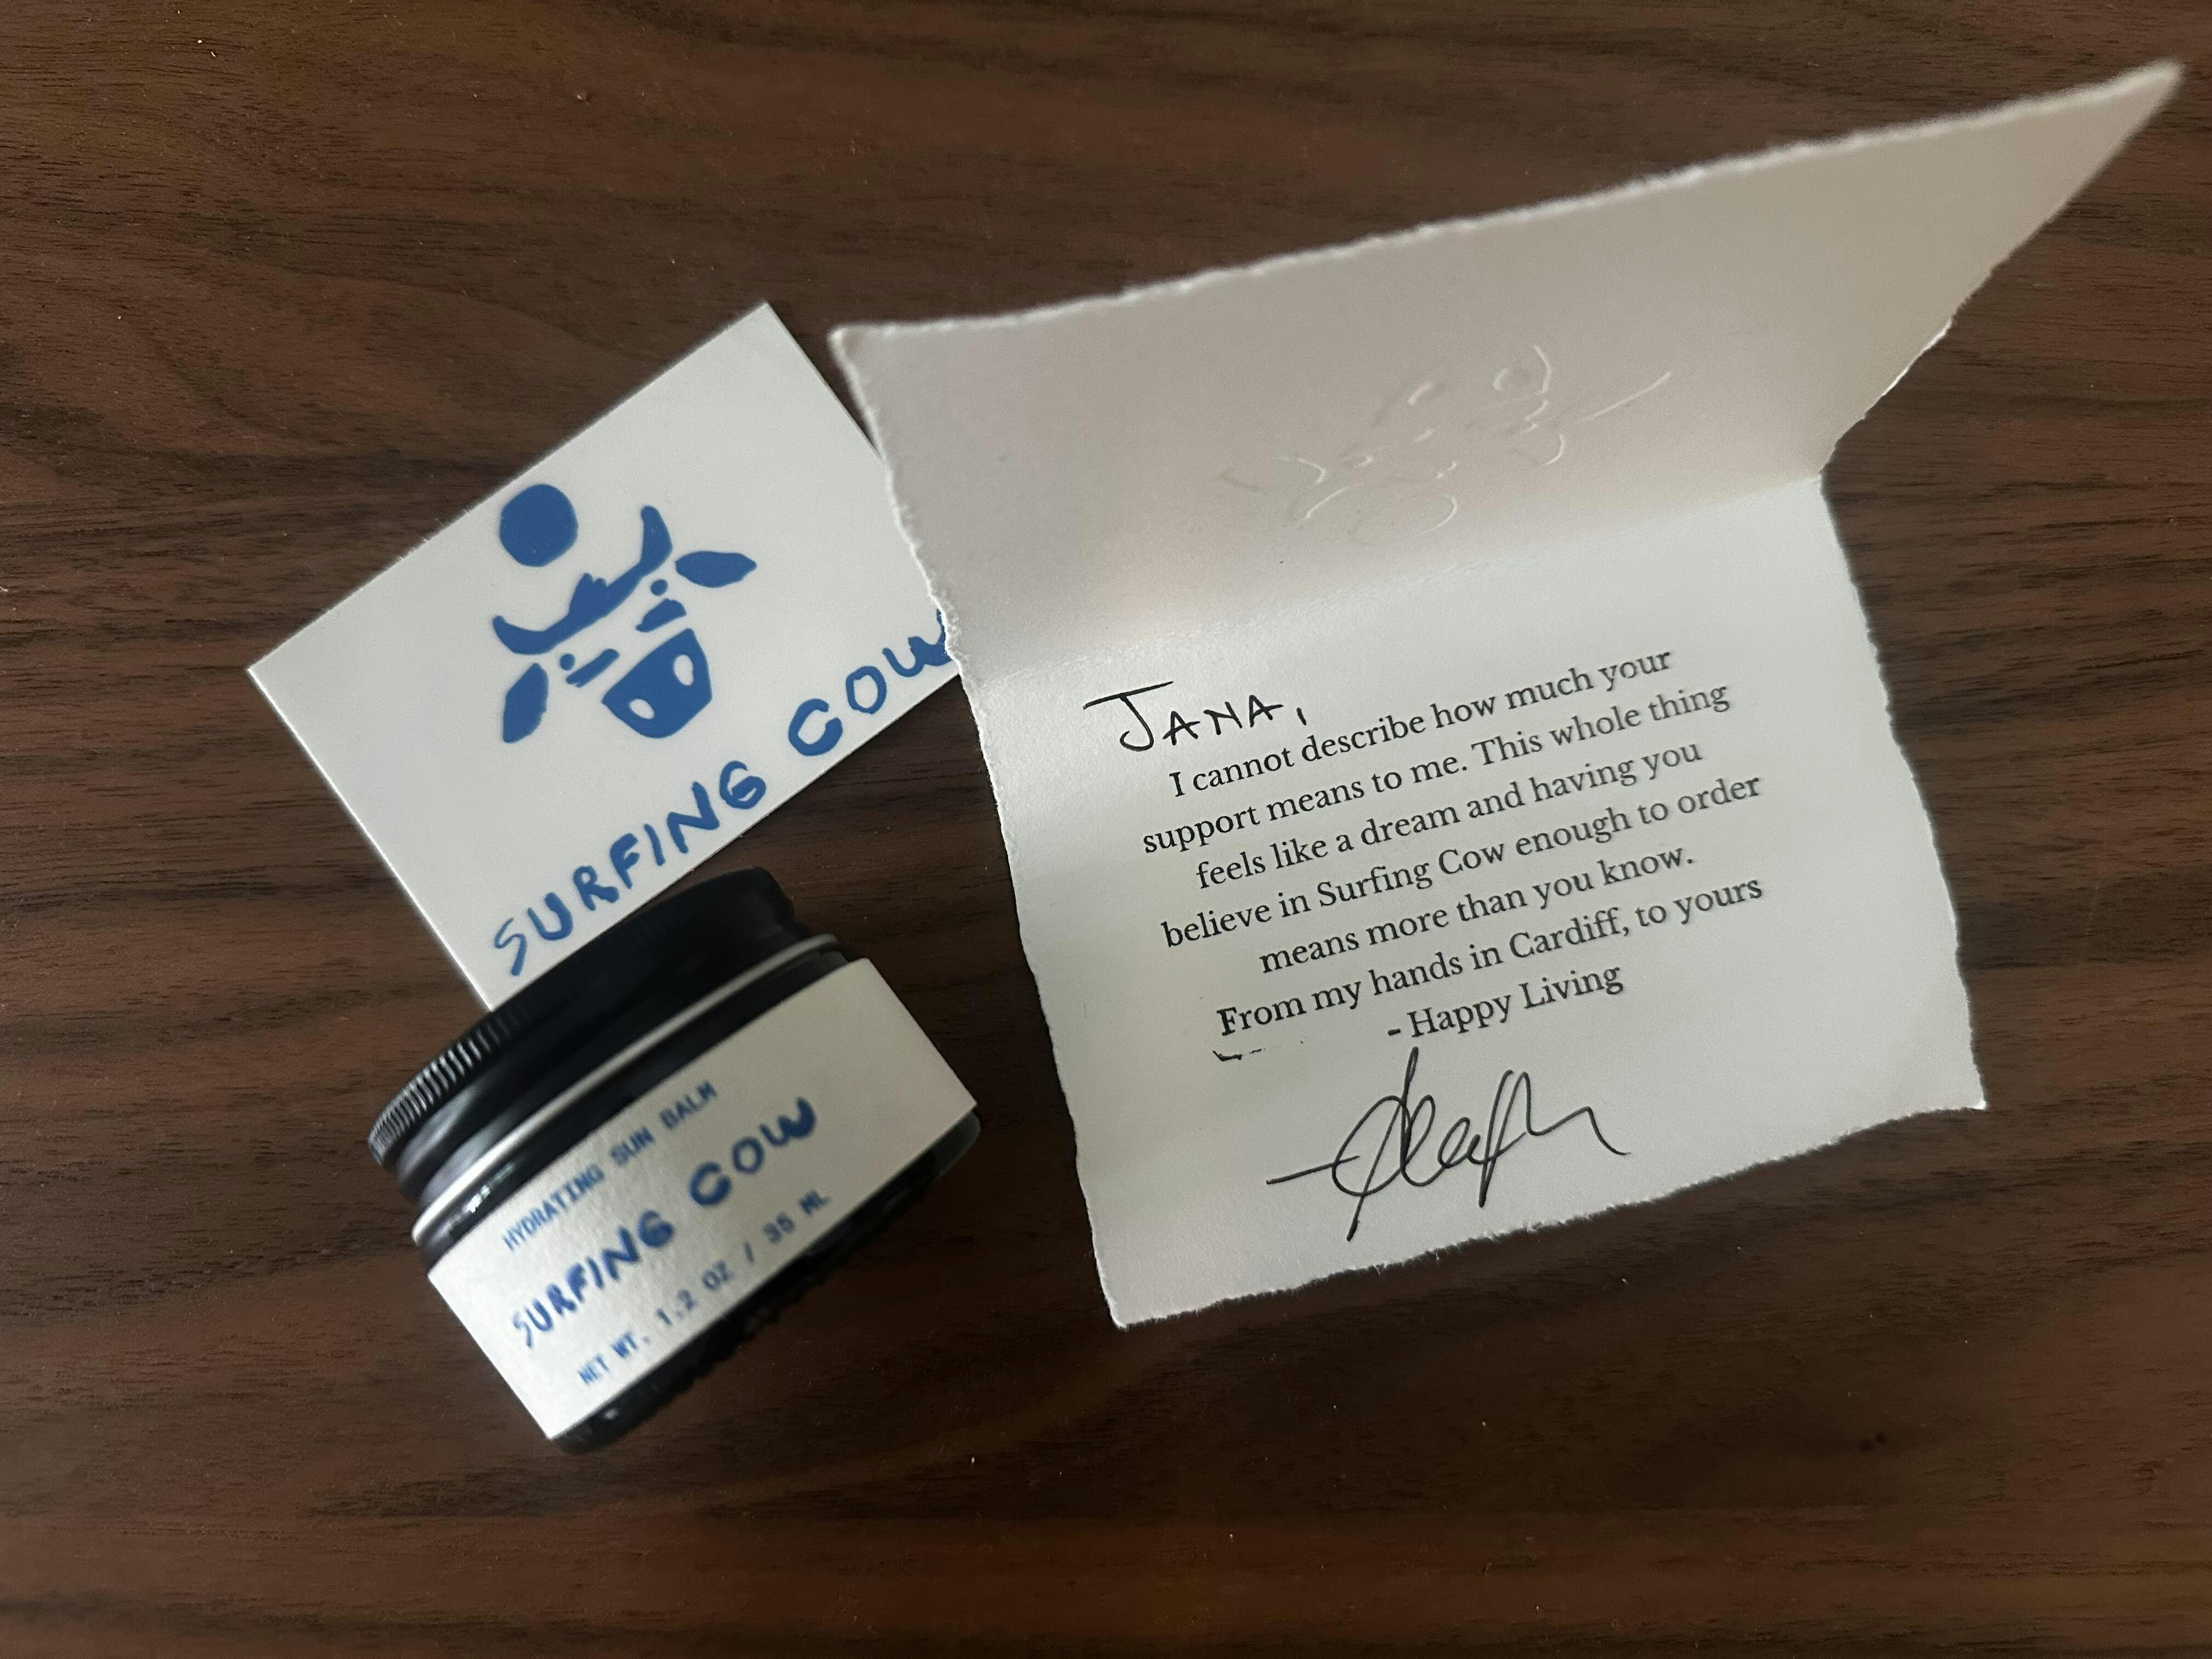 SURFING COW
HYDRATING SUN BALM
SURFING COW
NET WT. 1.2 OZ / 35 ML
JANA,
I cannot describe how much your
support means to me. This whole thing
feels like a dream and having you
believe in Surfing Cow enough to order
means more than you know.
From my hands in Cardiff, to yours
- Happy Living